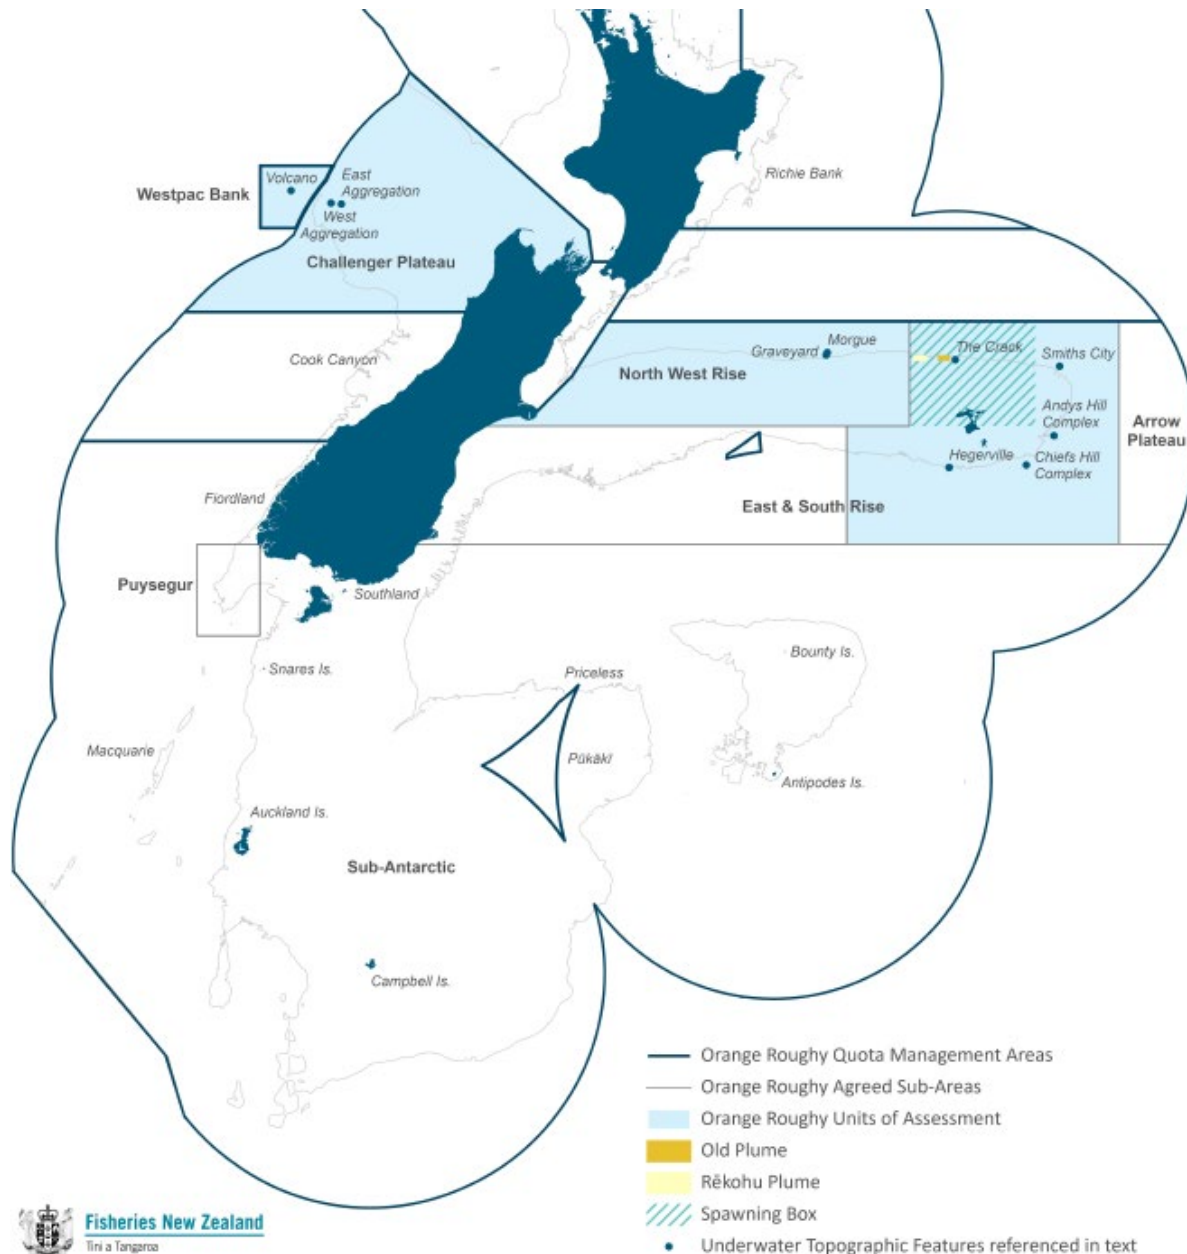 Richie Bank
Volcano
East
Aggregation
Westpac Bank
West
Aggregation
Challenger Plateau
Cook Canyon
Graveyard
Morgue
The Crack
Smiths City
North West Rise
Andys Hill
Complex
Arrow
Plateau
Hegerville
Chiefs Hill
Complex
Fiordland
East & South Rise
Puysegur
Southland
Snares Is.
Bounty Is.
Priceless
Macquarie
Pūkākī
Antipodes Is.
Auckland Is.
Sub-Antarctic
Campbell Is.
Orange Roughy Quota Management Areas
Orange Roughy Agreed Sub-Areas
Orange Roughy Units of Assessment
Old Plume
Rēkohu Plume
Spawning Box
Underwater Topographic Features referenced in text
Fisheries New Zealand
Tini a Tangaroa